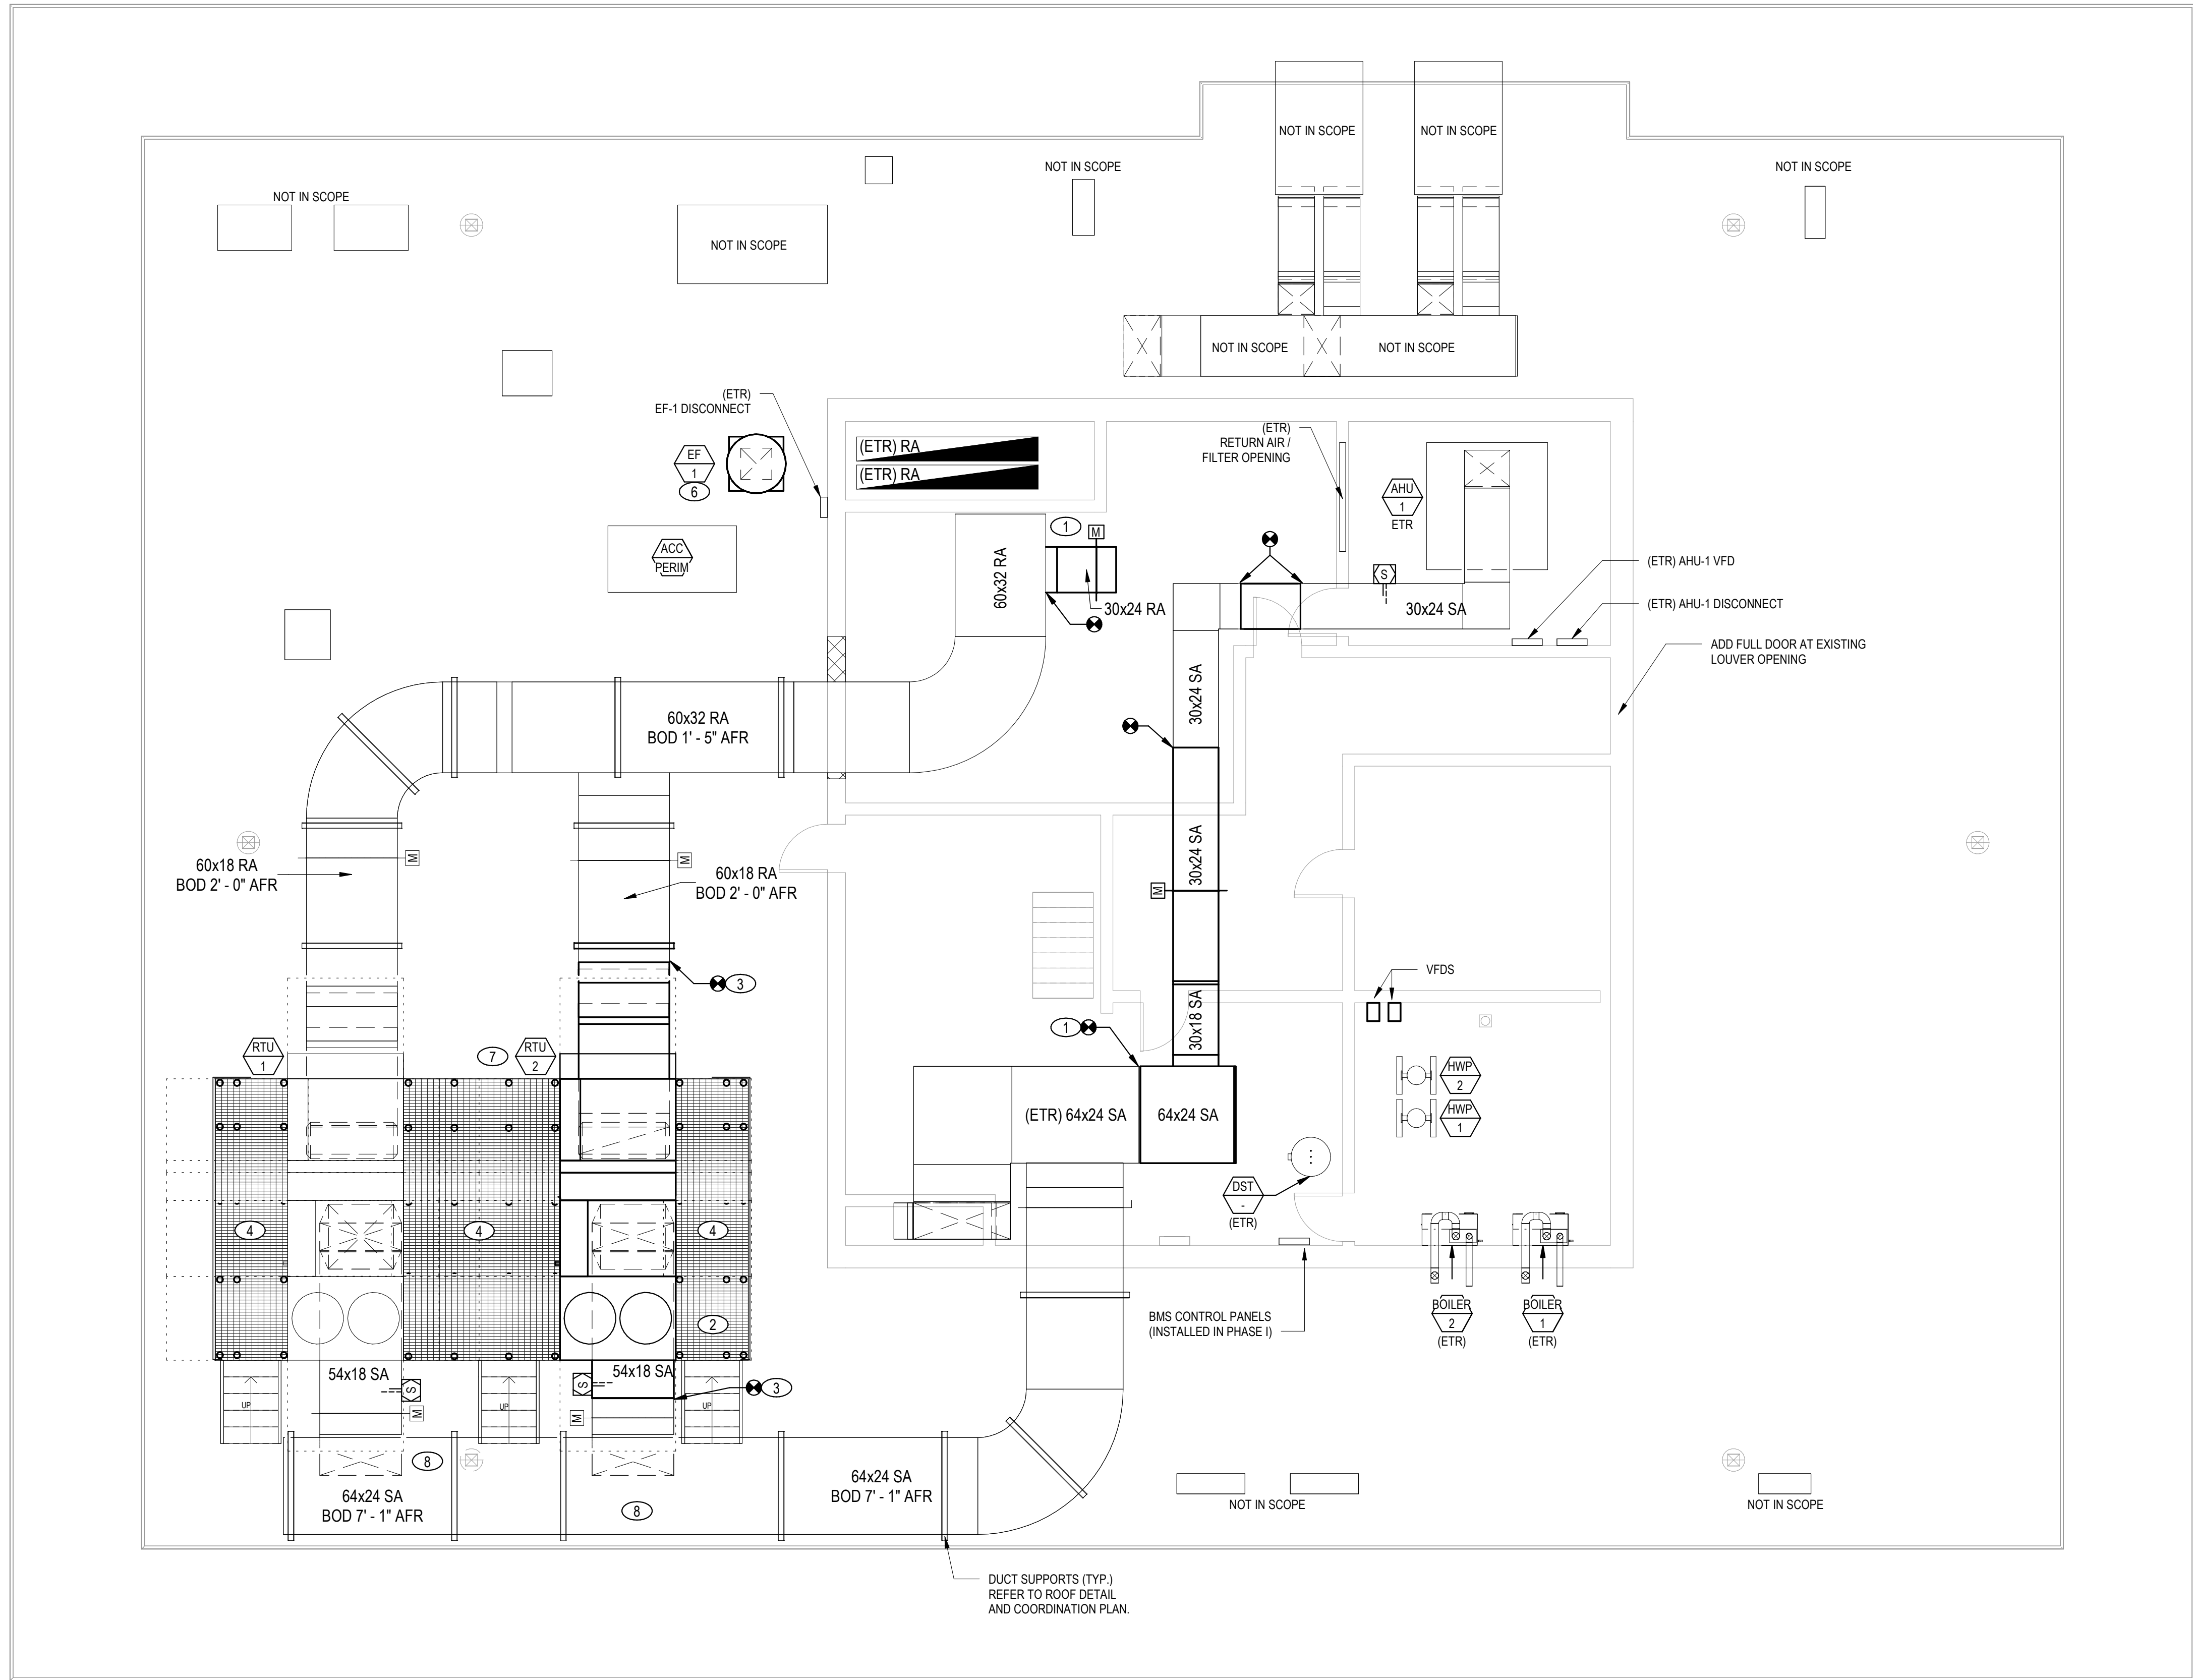 NOT IN SCOPE
NOT IN SCOPE
NOT IN SCOPE
NOT IN SCOPE
NOT IN SCOPE
NOT IN SCOPE
NOT IN SCOPE
NOT IN SCOPE
(ETR)
EF-1 DISCONNECT
EF
1
6
(ETR) RA
(ETR) RA
(ETR)
RETURN AIR /
FILTER OPENING
AHU
1
ETR
ACC
PERIM
60x32 RA
1
M
30x24 RA
S
30x24 SA
(ETR) AHU-1 VFD
(ETR) AHU-1 DISCONNECT
ADD FULL DOOR AT EXISTING
LOUVER OPENING
60x32 RA
BOD 1' - 5" AFR
30x24 SA
60x18 RA
BOD 2' - 0" AFR
M
M
60x18 RA
BOD 2' - 0" AFR
30x24 SA
M
3
VFDS
30x18 SA
RTU
1
7
RTU
2
1
HWP
2
HWP
1
(ETR) 64x24 SA
64x24 SA
DST
-
(ETR)
4
4
4
2
BMS CONTROL PANELS
(INSTALLED IN PHASE I)
BOILER
2
(ETR)
BOILER
1
(ETR)
54x18 SA
S
M
54x18 SA
S
M
3
UP
UP
UP
8
64x24 SA
BOD 7' - 1" AFR
8
64x24 SA
BOD 7' - 1" AFR
NOT IN SCOPE
NOT IN SCOPE
DUCT SUPPORTS (TYP.)
REFER TO ROOF DETAIL
AND COORDINATION PLAN.